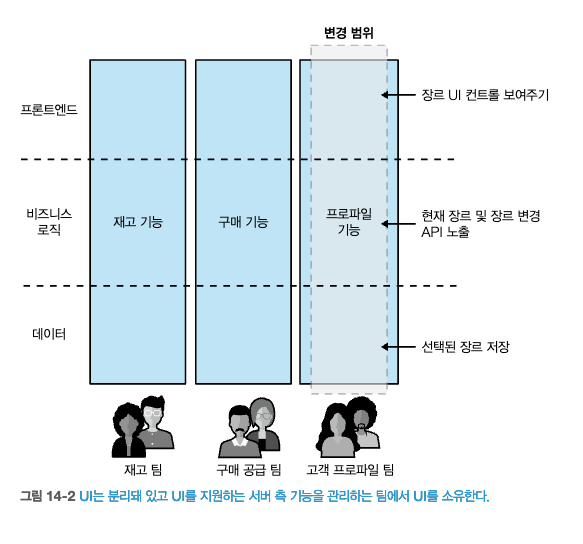 변경 범위
프론트엔드
장르 UI 컨트롤 보여주기
비즈니스
로직
재고 기능
구매 기능
프로파일
기능
현재 장르 및 장르 변경
API 노출
데이터
선택된 장르 저장
재고 팀
구매 공급 팀
고객 프로파일 팀
그림 14-2 UI는 분리돼 있고 UI를 지원하는 서버 측 기능을 관리하는 팀에서 UI를 소유한다.